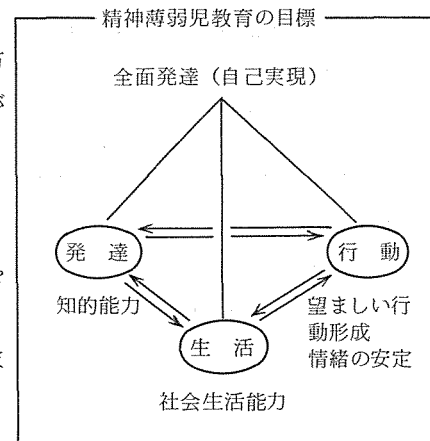 精神薄弱児教育の目標
全面発達（自己実現）
発 達
行 動
知的能力
望ましい行
動形成
情緒の安定
生 活
社会生活能力